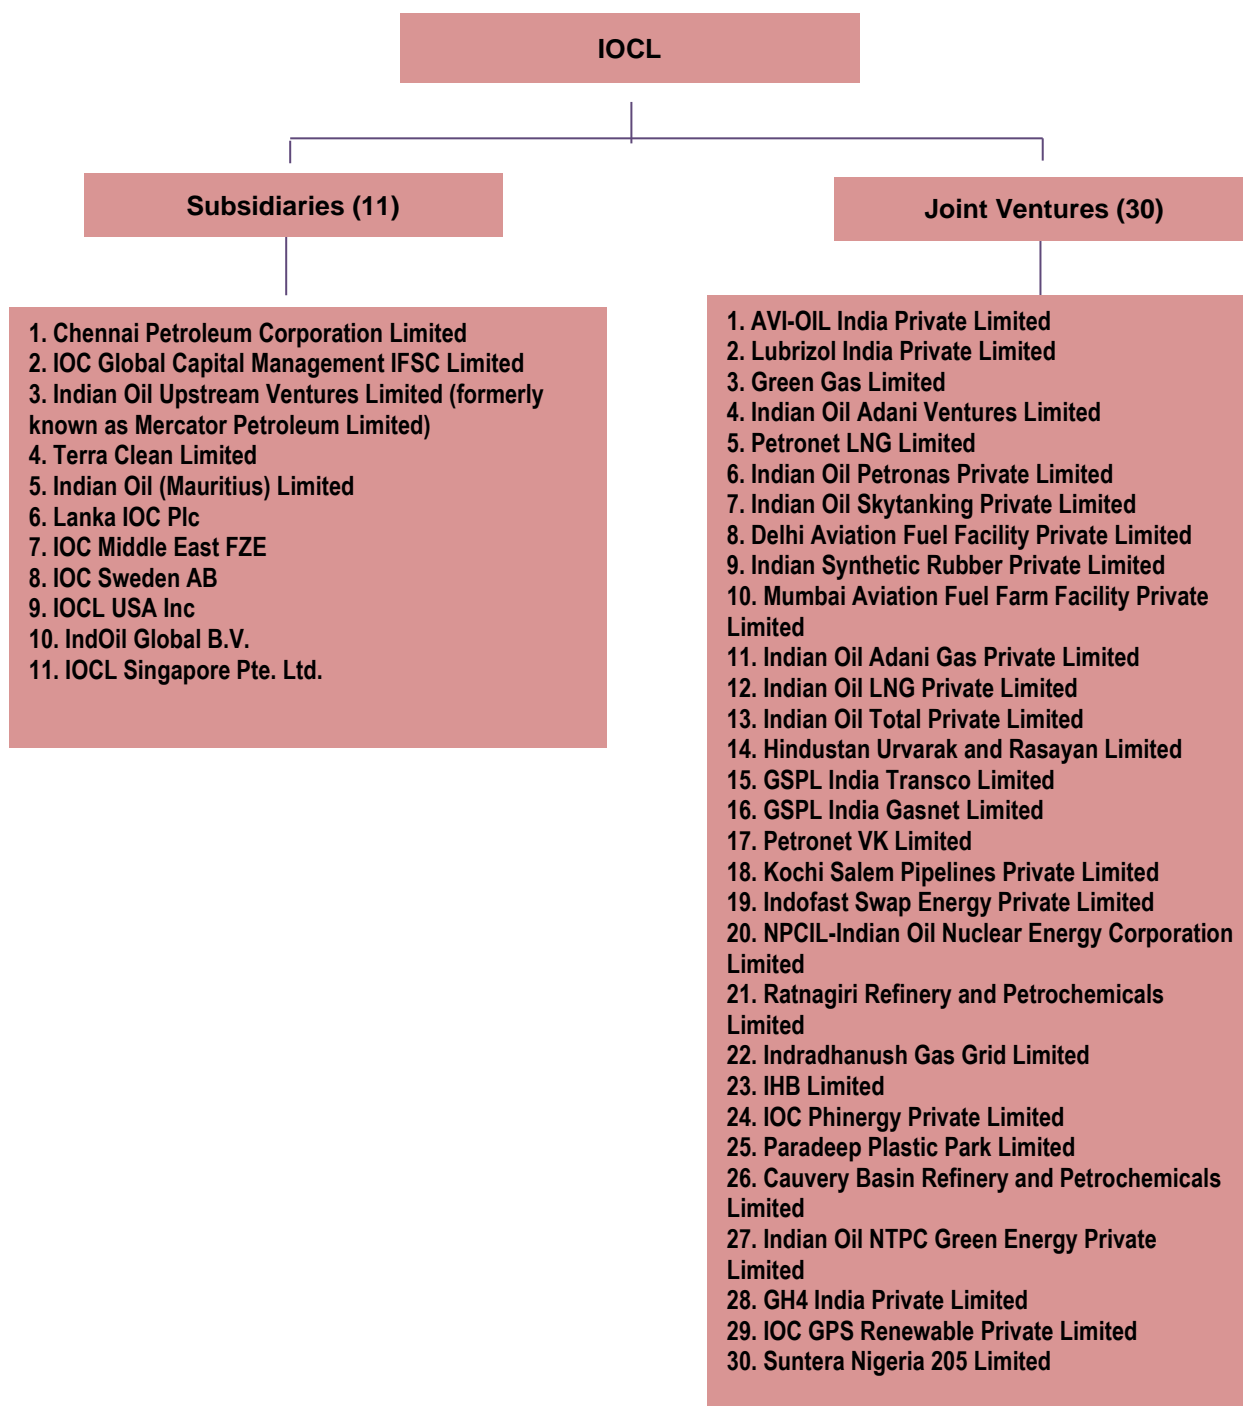 IOCL
Subsidiaries (11)
Joint Ventures (30)
1. Chennai Petroleum Corporation Limited
2. IOC Global Capital Management IFSC Limited
3. Indian Oil Upstream Ventures Limited (formerly
known as Mercator Petroleum Limited)
4. Terra Clean Limited
5. Indian Oil (Mauritius) Limited
6. Lanka IOC Plc
7. IOC Middle East FZE
8. IOC Sweden AB
9. IOCL USA Inc
10. IndOil Global B.V.
11. IOCL Singapore Pte. Ltd.
1. AVI-OIL India Private Limited
2. Lubrizol India Private Limited
3. Green Gas Limited
4. Indian Oil Adani Ventures Limited
5. Petronet LNG Limited
6. Indian Oil Petronas Private Limited
7. Indian Oil Skytanking Private Limited
8. Delhi Aviation Fuel Facility Private Limited
9. Indian Synthetic Rubber Private Limited
10. Mumbai Aviation Fuel Farm Facility Private
Limited
11. Indian Oil Adani Gas Private Limited
12. Indian Oil LNG Private Limited
13. Indian Oil Total Private Limited
14. Hindustan Urvarak and Rasayan Limited
15. GSPL India Transco Limited
16. GSPL India Gasnet Limited
17. Petronet VK Limited
18. Kochi Salem Pipelines Private Limited
19. Indofast Swap Energy Private Limited
20. NPCIL-Indian Oil Nuclear Energy Corporation
Limited
21. Ratnagiri Refinery and Petrochemicals
Limited
22. Indradhanush Gas Grid Limited
23. IHB Limited
24. IOC Phinergy Private Limited
25. Paradeep Plastic Park Limited
26. Cauvery Basin Refinery and Petrochemicals
Limited
27. Indian Oil NTPC Green Energy Private
Limited
28. GH4 India Private Limited
29. IOC GPS Renewable Private Limited
30. Suntera Nigeria 205 Limited